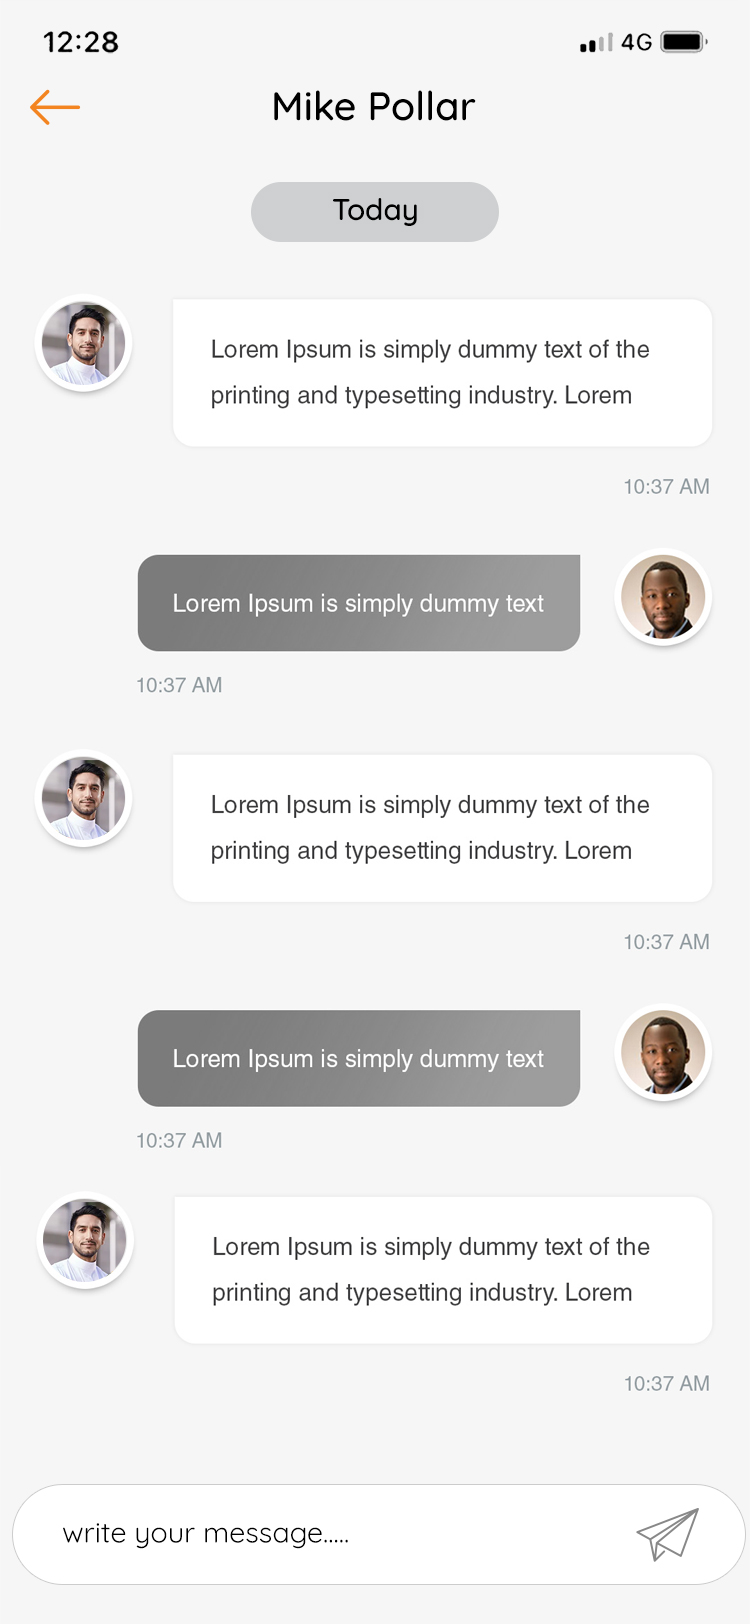 12:28
4G
Mike Pollar
Today
Lorem Ipsum is simply dummy text of the
printing and typesetting industry. Lorem
10:37 AM
Lorem Ipsum is simply dummy text
10:37 AM
Lorem Ipsum is simply dummy text of the
printing and typesetting industry. Lorem
10:37 AM
Lorem Ipsum is simply dummy text
10:37 AM
Lorem Ipsum is simply dummy text of the
printing and typesetting industry. Lorem
10:37 AM
write your message.....